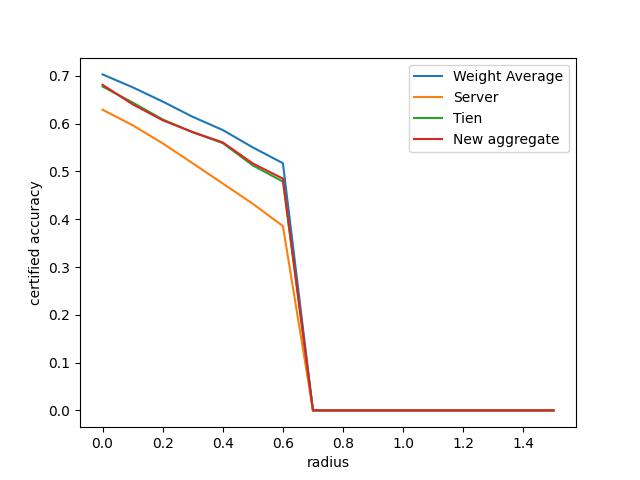 Weight Average
Server
Tien
New aggregate
certified accuracy
0.7
0.6
0.5
0.4
0.3
0.2
0.1
0.0
0.0 0.2 0.4 0.6 0.8 1.0 1.2 1.4
radius